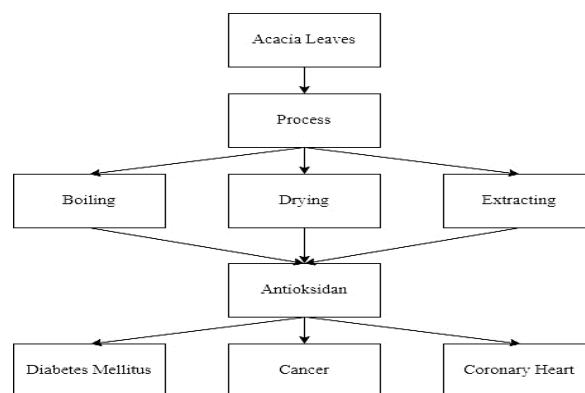 Acacia Leaves
Process
Boiling
Drying
Extracting
Antioksidan
Diabetes Mellitus
Cancer
Coronary Heart